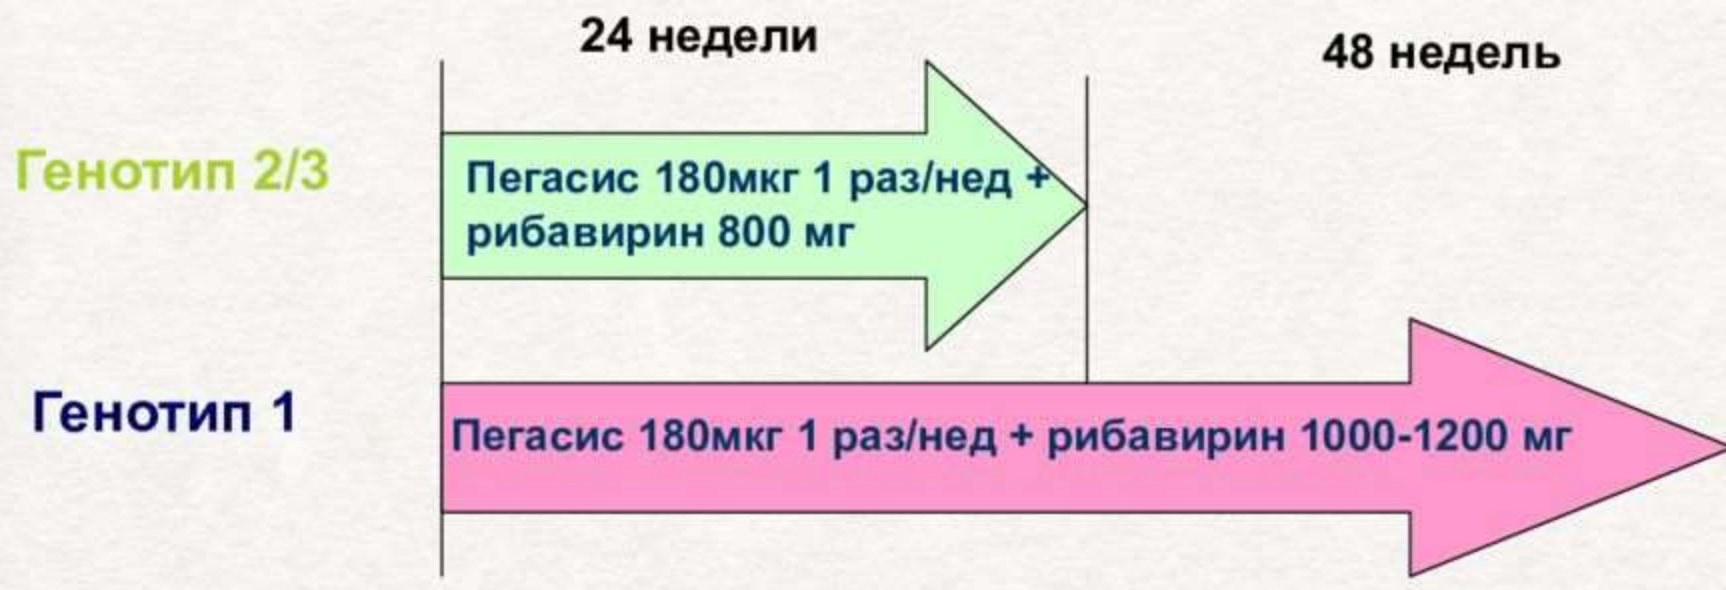 24 недели
48 недель
Генотип 2/3
Пегасис 180мкг 1 раз/нед +
рибавирин 800 мг
Генотип 1
Пегасис 180мкг 1 раз/нед + рибавирин 1000-1200 мг